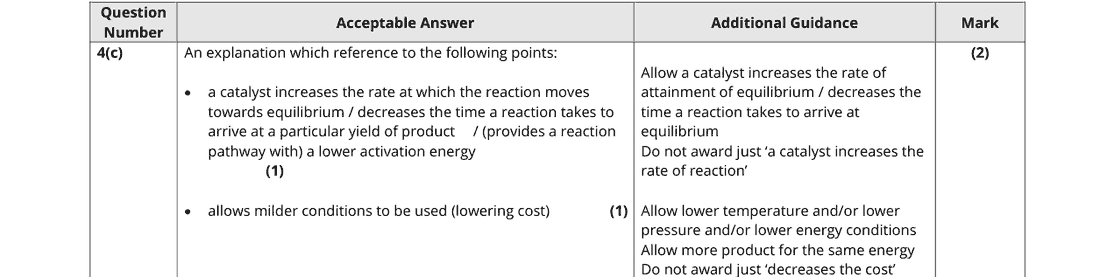 Question Number
Acceptable Answer
Additional Guidance
Mark
4(c)
An explanation which reference to the following points:
(2)
• a catalyst increases the rate at which the reaction moves
towards equilibrium / decreases the time a reaction takes to
arrive at a particular yield of product / (provides a reaction
pathway with) a lower activation energy
(1)
Allow a catalyst increases the rate of
attainment of equilibrium / decreases the
time a reaction takes to arrive at
equilibrium
Do not award just ‘a catalyst increases the
rate of reaction’
• allows milder conditions to be used (lowering cost) (1)
Allow lower temperature and/or lower
pressure and/or lower energy conditions
Allow more product for the same energy
Do not award just ‘decreases the cost’